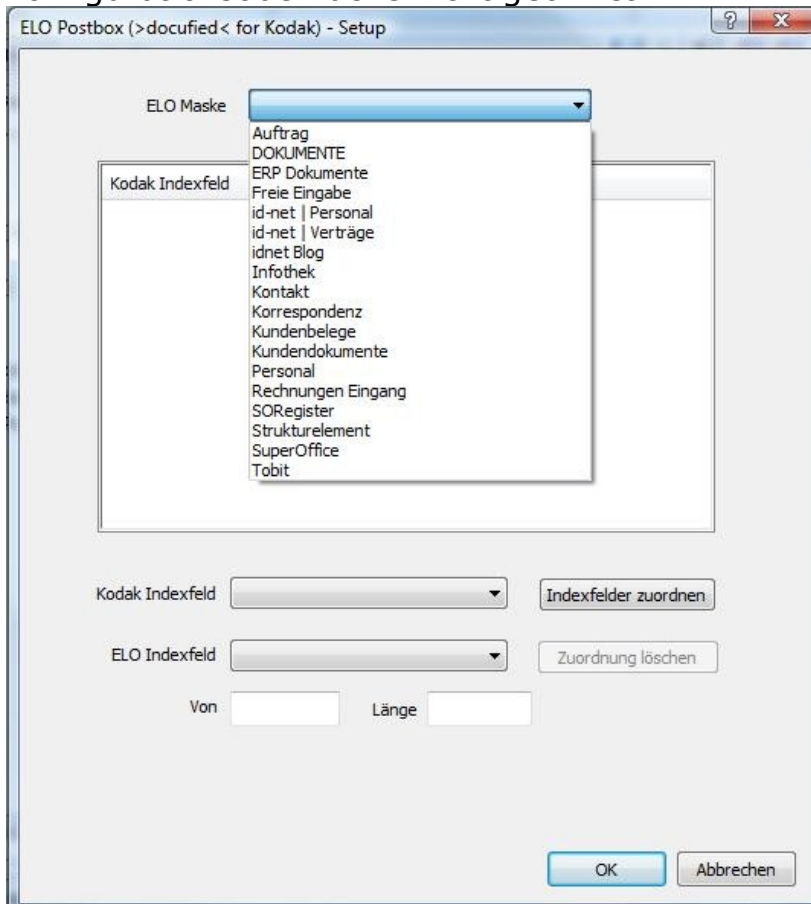 ELO Postbox (>docufied< for Kodak) - Setup
ELO Maske
Auftrag
DOKUMENTE
ERP Dokumente
Freie Eingabe
id-net | Personal
id-net | Verträge
idnet Blog
Infothek
Kontakt
Korrespondenz
Kundenbelege
Kundendokumente
Personal
Rechnungen Eingang
SORegister
Strukturelement
SuperOffice
Tobit
Kodak Indexfeld
Kodak Indexfeld Indexfelder zuordnen
ELO Indexfeld Zuordnung löschen
Von Länge
OK Abbrechen